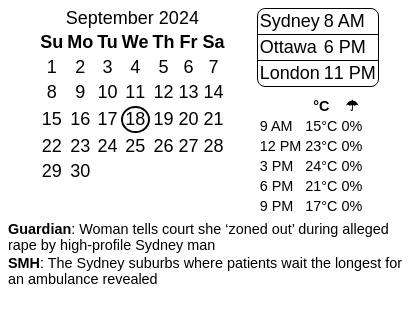 September 2024
Su Mo Tu We Th Fr Sa
1 2 3 4 5 6 7
8 9 10 11 12 13 14
15 16 17 18 19 20 21
22 23 24 25 26 27 28
29 30
Sydney 8 AM
Ottawa 6 PM
London 11 PM
°C ☂
9 AM 15°C 0%
12 PM 23°C 0%
3 PM 24°C 0%
6 PM 21°C 0%
9 PM 17°C 0%
Guardian: Woman tells court she ‘zoned out’ during alleged
rape by high-profile Sydney man
SMH: The Sydney suburbs where patients wait the longest for
an ambulance revealed